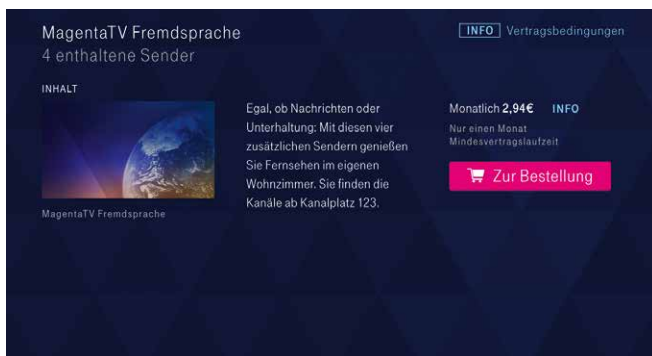 MagentaTV Fremdsprache
4 enthaltene Sender
INFO Vertragsbedingungen
INHALT
Egal, ob Nachrichten oder
Unterhaltung: Mit diesen vier
zusätzlichen Sendern genießen
Sie Fernsehen im eigenen
Wohnzimmer. Sie finden die
Kanäle ab Kanalplatz 123.
MagentaTV Fremdsprache
Monatlich 2,94€ INFO
Nur einen Monat
Mindesvertragslaufzeit
Zur Bestellung